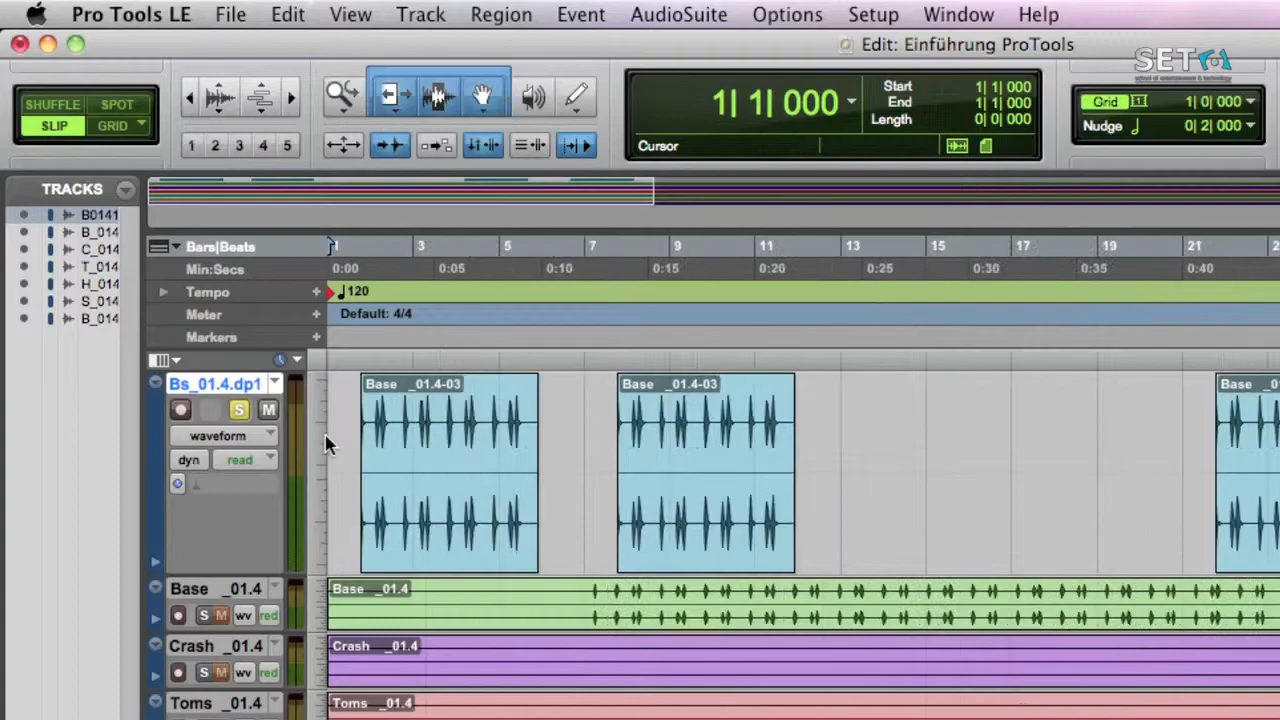 Pro Tools LE File Edit View Track Region Event AudioSuite Options Setup Window Help
Edit: Einführung ProTools
SET
SHUFFLE SPOT
SLIP GRID
1 2 3 4 5
1| 1| 000
Start 1| 1| 000
End 1| 1| 000
Length 0| 0| 000
Cursor
Grid 1| 0| 000
Nudge 0| 2| 000
TRACKS
B0141
B_014
C_014
T_014
H_014
S_014
B_014
Bars|Beats 1 3 5 7 9 11 13 15 17 19 21
Min:Secs 0:00 0:05 0:10 0:15 0:20 0:25 0:30 0:35 0:40
Tempo + 120
Meter + Default: 4/4
Markers +
Bs_01.4.dp1
S M
waveform
dyn read
Base _01.4-03
Base _01.4-03
Base _0
Base _01.4
S M wv red
Base _01.4
Crash _01.4
S M wv red
Crash _01.4
Toms _01.4
Toms _01.4